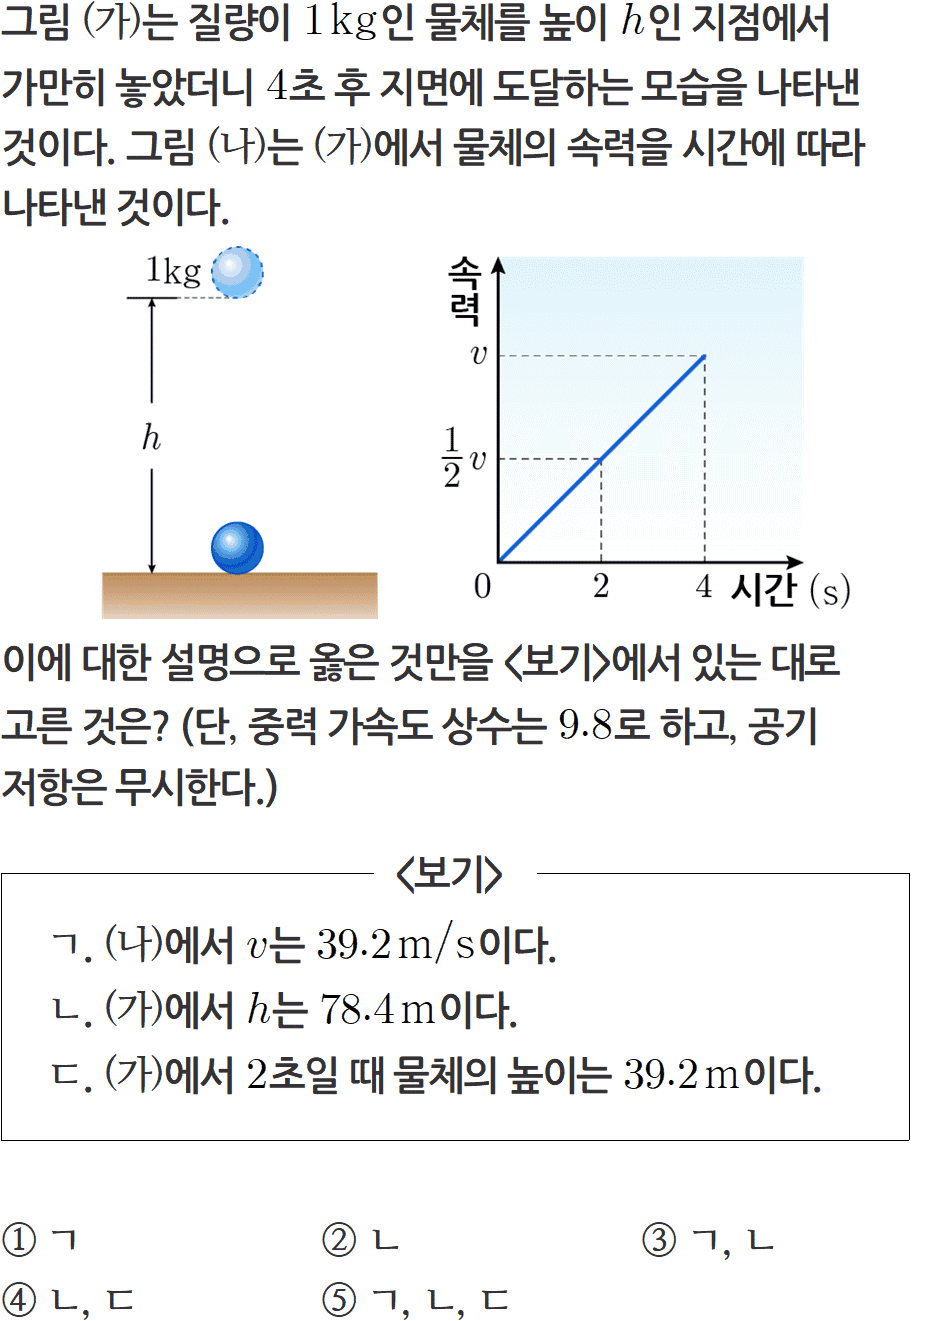 그림 (가)는 질량이 1kg인 물체를 높이 h인 지점에서
가만히 놓았더니 4초 후 지면에 도달하는 모습을 나타낸
것이다. 그림 (나)는 (가)에서 물체의 속력을 시간에 따라
나타낸 것이다.
1kg
h
속력
v
1/2 v
0 2 4 시간 (s)
이에 대한 설명으로 옳은 것만을 <보기>에서 있는 대로
고른 것은? (단, 중력 가속도 상수는 9.8로 하고, 공기
저항은 무시한다.)
<보기>
ㄱ. (나)에서 v는 39.2m/s이다.
ㄴ. (가)에서 h는 78.4m이다.
ㄷ. (가)에서 2초일 때 물체의 높이는 39.2m이다.
① ㄱ ② ㄴ ③ ㄱ, ㄴ
④ ㄴ, ㄷ ⑤ ㄱ, ㄴ, ㄷ